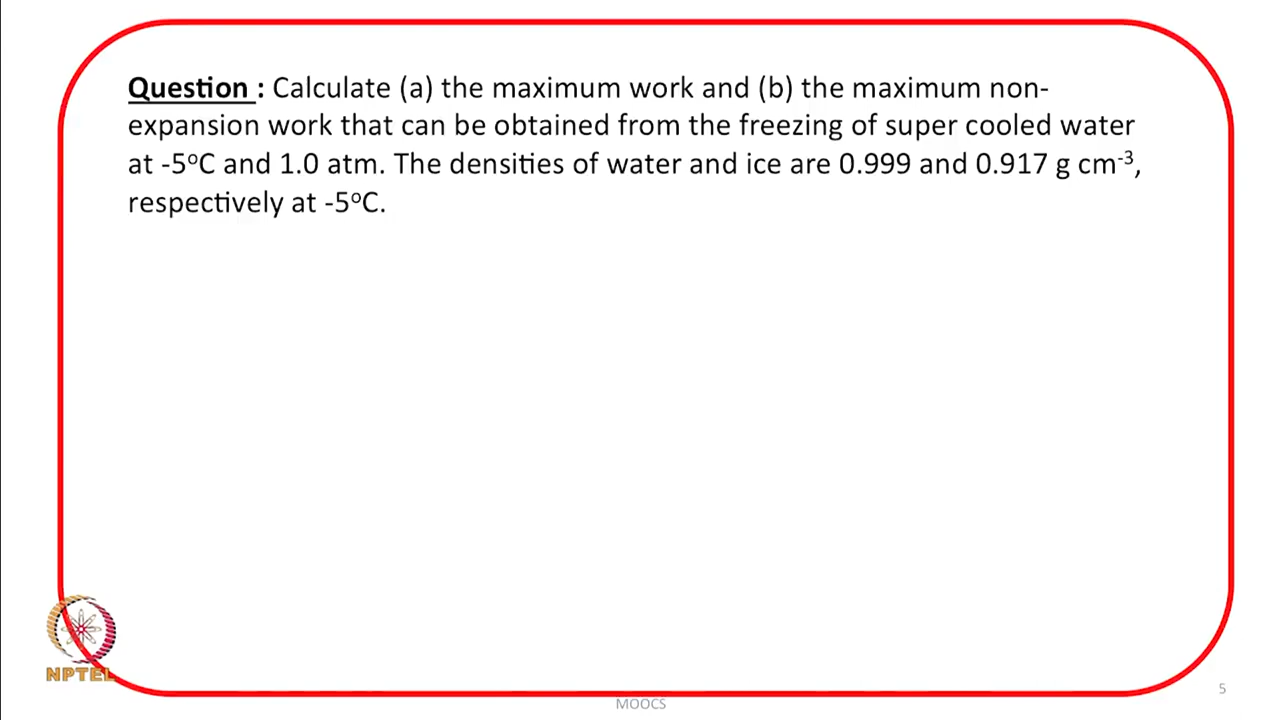 Question : Calculate (a) the maximum work and (b) the maximum non-
expansion work that can be obtained from the freezing of super cooled water
at -5°C and 1.0 atm. The densities of water and ice are 0.999 and 0.917 g cm⁻³,
respectively at -5°C.
NPTEL
5
MOOCS